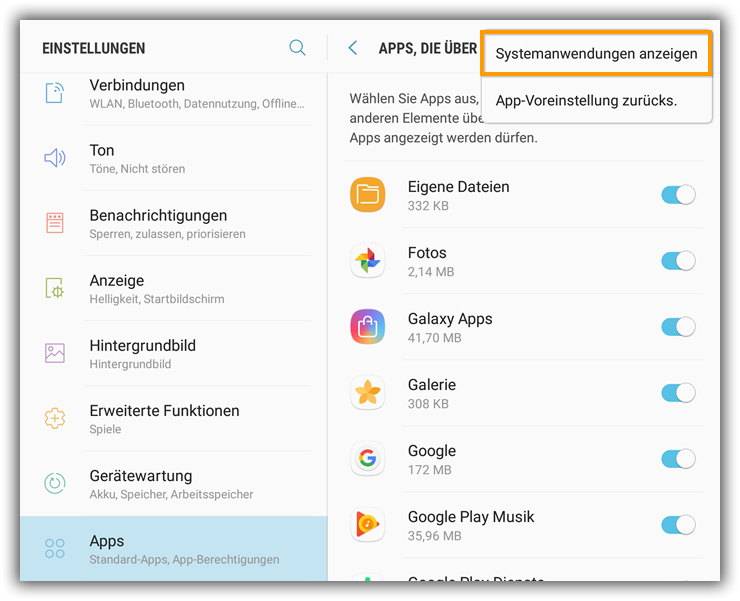 EINSTELLUNGEN
Verbindungen
WLAN, Bluetooth, Datennutzung, Offline...
Ton
Töne, Nicht stören
Benachrichtigungen
Sperren, zulassen, priorisieren
Anzeige
Helligkeit, Startbildschirm
Hintergrundbild
Hintergrundbild
Erweiterte Funktionen
Spiele
Gerätewartung
Akku, Speicher, Arbeitsspeicher
Apps
Standard-Apps, App-Berechtigungen
APPS, DIE ÜBER
Systemanwendungen anzeigen
App-Voreinstellung zurücks.
Wählen Sie Apps aus,
anderen Elemente übe
Apps angezeigt werden dürfen.
Eigene Dateien
332 KB
Fotos
2,14 MB
Galaxy Apps
41,70 MB
Galerie
308 KB
Google
172 MB
Google Play Musik
35,96 MB
Google Play Dienste